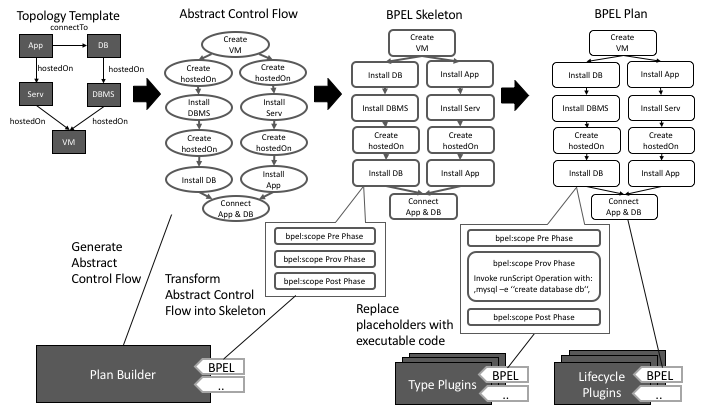 Topology Template
connectTo
App
DB
hostedOn
hostedOn
Serv
DBMS
hostedOn
hostedOn
VM
Abstract Control Flow
Create
VM
Create
hostedOn
Create
hostedOn
Install
DBMS
Install
Serv
Create
hostedOn
Create
hostedOn
Install DB
Install
App
Connect
App & DB
BPEL Skeleton
Create
VM
Install DB
Install App
Install DBMS
Install Serv
Create
hostedOn
Create
hostedOn
Install DB
Install App
Connect
App & DB
BPEL Plan
Create
VM
Install DB
Install App
Install DBMS
Install Serv
Create
hostedOn
Create
hostedOn
Install DB
Install App
Connect
App & DB
bpel:scope Pre Phase
bpel:scope Prov Phase
bpel:scope Post Phase
bpel:scope Pre Phase
bpel:scope Prov Phase
Invoke runScript Operation with:
‚mysql –e "create database db"‚
bpel:scope Post Phase
Generate
Abstract
Control Flow
Transform
Abstract Control
Flow into Skeleton
Replace
placeholders with
executable code
Plan Builder
BPEL
..
Type Plugins
BPEL
..
Lifecycle
Plugins
BPEL
..